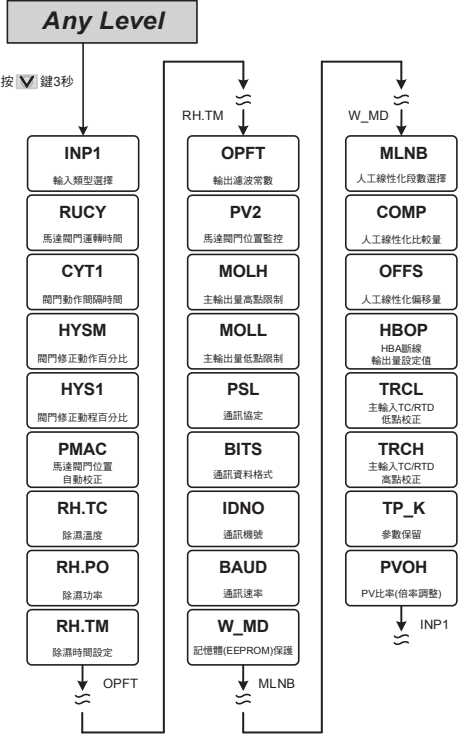 Any Level
按 V 鍵3秒
INP1
輸入類型選擇
RUCY
馬達閥門運轉時間
CYT1
閥門動作間隔時間
HYSM
閥門修正動作百分比
HYS1
閥門修正動程百分比
PMAC
馬達閥門位置
自動校正
RH.TC
除濕溫度
RH.PO
除濕功率
RH.TM
除濕時間設定
OPFT
RH.TM
OPFT
輸出濾波常數
PV2
馬達閥門位置監控
MOLH
主輸出量高點限制
MOLL
主輸出量低點限制
PSL
通訊協定
BITS
通訊資料格式
IDNO
通訊機號
BAUD
通訊速率
W_MD
記憶體(EEPROM)保護
MLNB
W_MD
MLNB
人工線性化段數選擇
COMP
人工線性化比較量
OFFS
人工線性化偏移量
HBOP
HBA斷線
輸出量設定值
TRCL
主輸入TC/RTD
低點校正
TRCH
主輸入TC/RTD
高點校正
TP_K
參數保留
PVOH
PV比率(倍率調整)
INP1